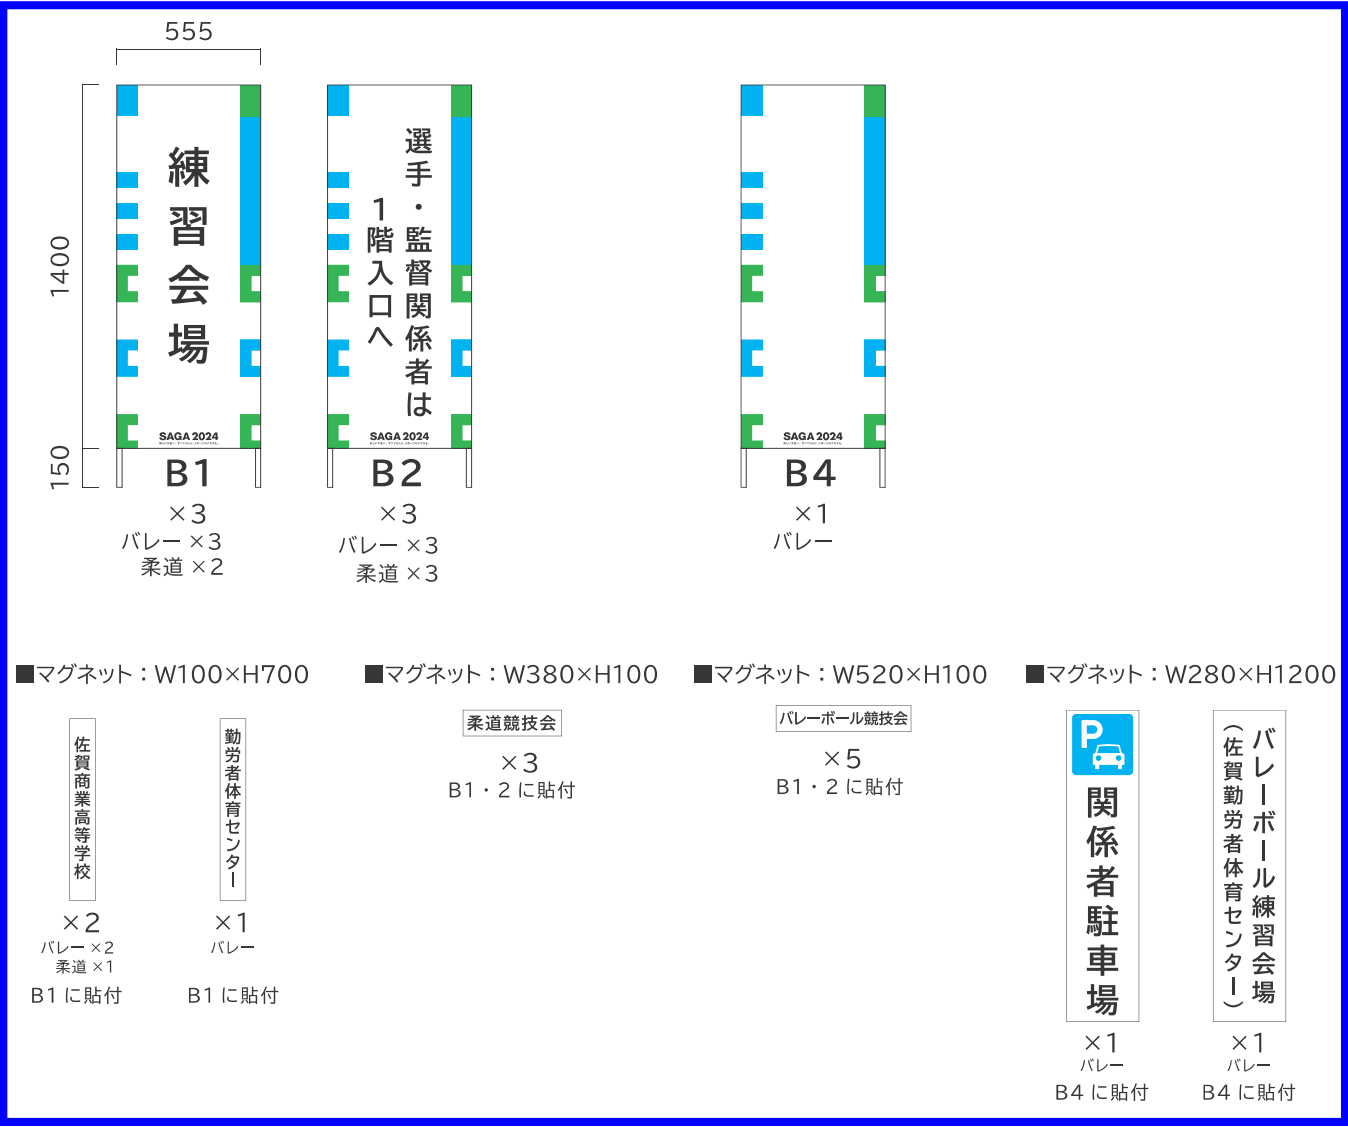 555
1400
150
練習会場
SAGA 2024
B1
×3
バレー ×3
柔道 ×2
選手・監督関係者は
1階入口へ
SAGA 2024
B2
×3
バレー ×3
柔道 ×3
SAGA 2024
B4
×1
バレー
■マグネット：W100×H700
佐賀商業高等学校
×2
バレー ×2
柔道 ×1
B1 に貼付
勤労者体育センター
×1
バレー
B1 に貼付
■マグネット：W380×H100
柔道競技会
×3
B1・2 に貼付
■マグネット：W520×H100
バレーボール競技会
×5
B1・2 に貼付
■マグネット：W280×H1200
P
関係者駐車場
×1
バレー
B4 に貼付
バレーボール練習会場
（佐賀勤労者体育センター）
×1
バレー
B4 に貼付